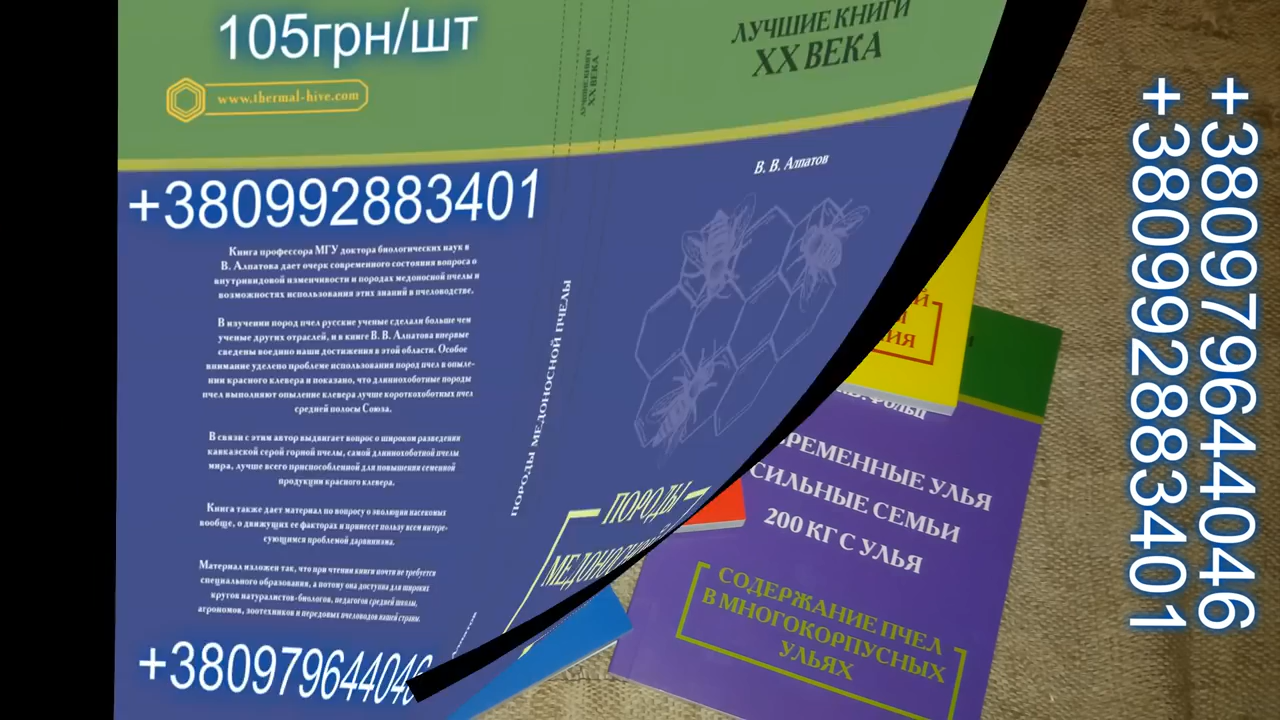 105грн/шт
www.thermal-hive.com
+380992883401
Книга профессора МГУ доктора биологических наук в
В. Алпатова дает очерк современного состояния вопроса о
внутривидовой изменчивости и породах медоносной пчелы и
возможностях использования этих знаний в пчеловодстве.
В изучении пород пчел русские ученые сделали больше чем
ученые других отраслей, и в книге В. В. Алпатова впервые
сведены воедино наши достижения в этой области. Особое
внимание уделено проблеме использования пород пчел в опыле-
нии красного клевера и показано, что длиннохоботные породы
пчел выполняют опыление клевера лучше короткохоботных пчел
средней полосы Союза.
В связи с этим автор выдвигает вопрос о широком разведении
кавказской серой горной пчелы, самой длиннохоботной пчелы
мира, лучше всего приспособленной для повышения семенной
продукции красного клевера.
Книга также дает материал по вопросу о эволюции насекомых
вообще, о движущих ее факторах и принесет пользу всем интере-
сующимся проблемой дарвинизма.
Материал изложен так, что при чтении книги почти не требуется
специального образования, а потому она доступна для широких
кругов натуралистов-биологов, педагогов средней школы,
агрономов, зоотехников и передовых пчеловодов нашей страны.
+380979644046
ЛУЧШИЕ КНИГИ
XX ВЕКА
ПОРОДЫ МЕДОНОСНОЙ ПЧЕЛЫ
Алпатов
ЛУЧШИЕ КНИГИ
XX ВЕКА
В. В. Алпатов
ПОРОДЫ
МЕДОНОСНОЙ
Й
И
ИЯ
Фольц
ВРЕМЕННЫЕ УЛЬЯ
СИЛЬНЫЕ СЕМЬИ
200 КГ С УЛЬЯ
СОДЕРЖАНИЕ ПЧЕЛ
В МНОГОКОРПУСНЫХ
УЛЬЯХ
+380979644046
+380992883401